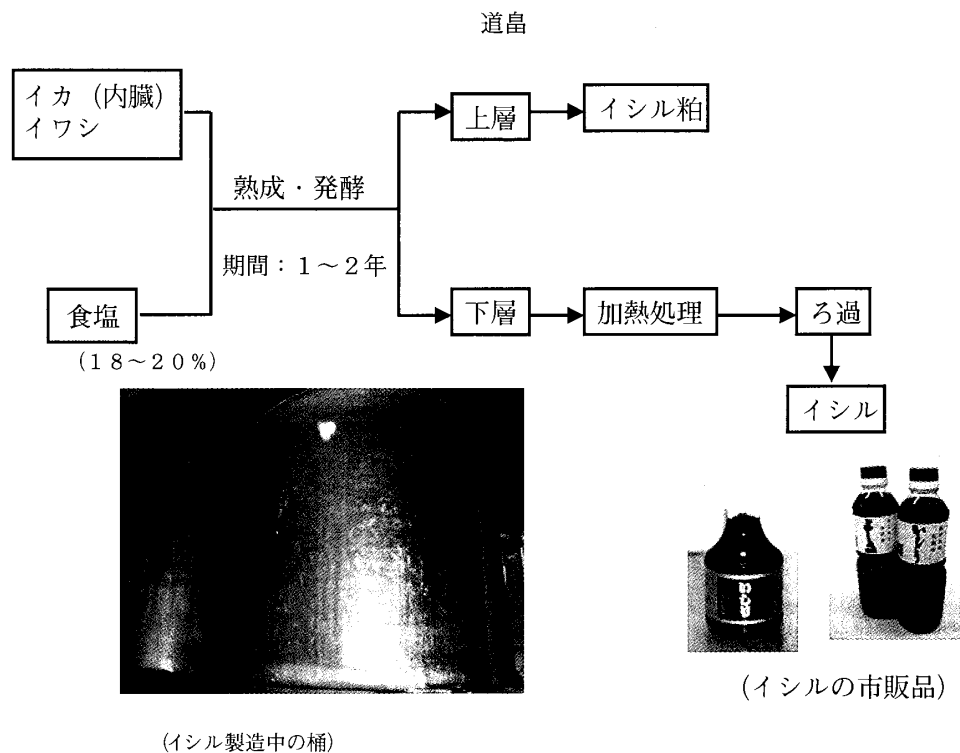 道畠
イカ（内臓）
イワシ
食塩
（１８～２０％）
熟成・発酵
期間：１～２年
上層
イシル粕
下層
加熱処理
ろ過
イシル
（イシル製造中の桶）
（イシルの市販品）